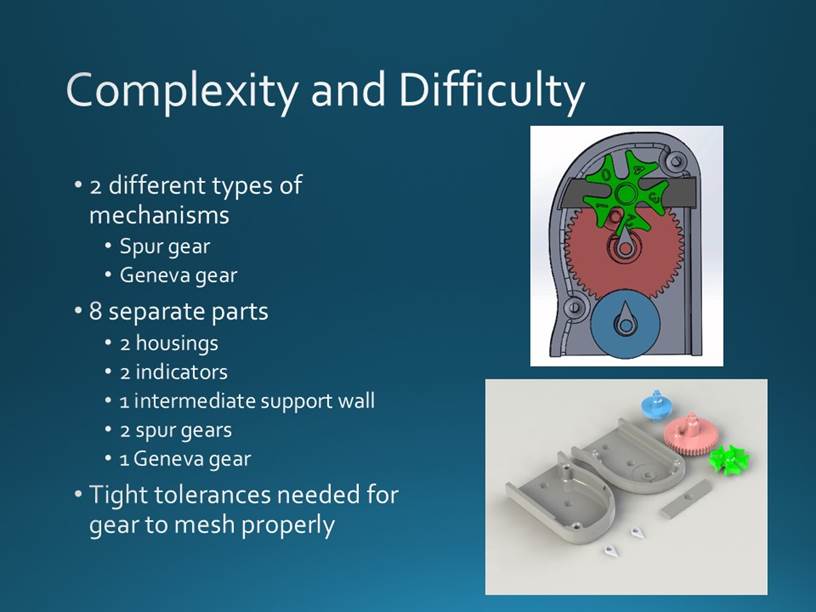 Complexity and Difficulty
• 2 different types of
mechanisms
• Spur gear
• Geneva gear
• 8 separate parts
• 2 housings
• 2 indicators
• 1 intermediate support wall
• 2 spur gears
• 1 Geneva gear
• Tight tolerances needed for
gear to mesh properly